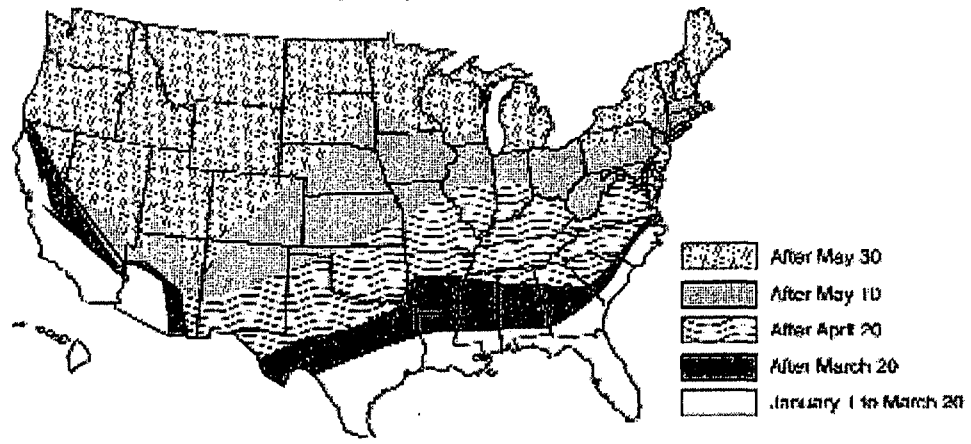 After May 30
After May 10
After April 20
After March 20
January 1 to March 20